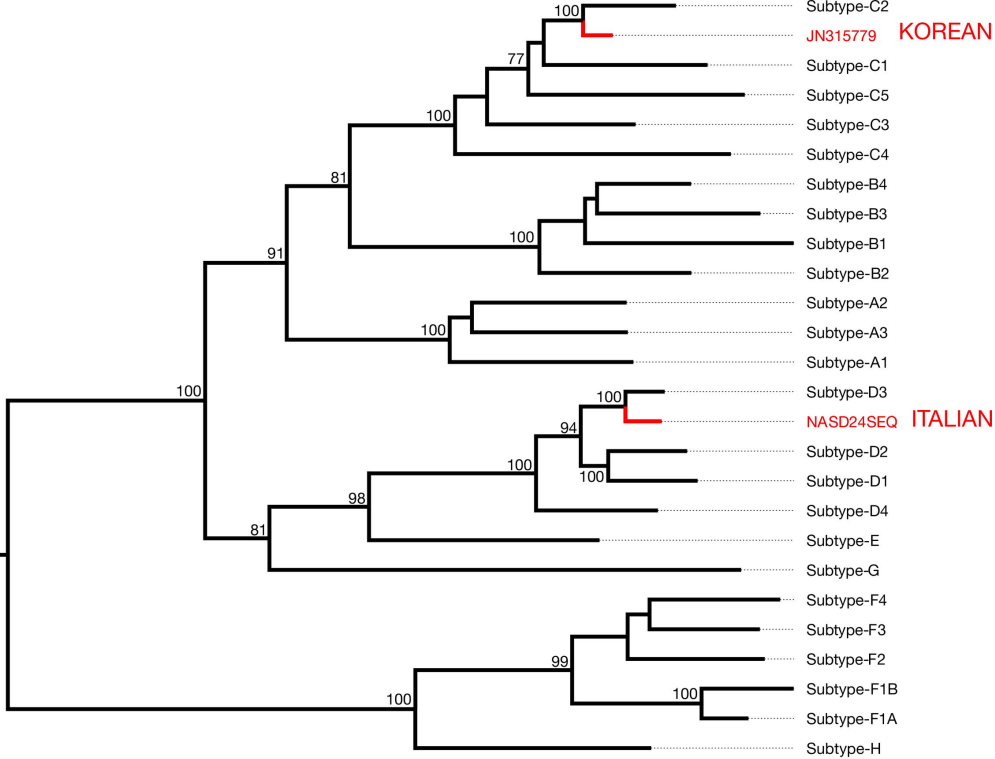 100 Subtype-C2
JN315779 KOREAN
77 Subtype-C1
Subtype-C5
100 Subtype-C3
Subtype-C4
81 Subtype-B4
Subtype-B3
100 Subtype-B1
91 Subtype-B2
Subtype-A2
100 Subtype-A3
Subtype-A1
100 100 Subtype-D3
94 NASD24SEQ ITALIAN
Subtype-D2
100 100 Subtype-D1
98 Subtype-D4
81 Subtype-E
Subtype-G
Subtype-F4
Subtype-F3
99 Subtype-F2
100 100 Subtype-F1B
Subtype-F1A
Subtype-H